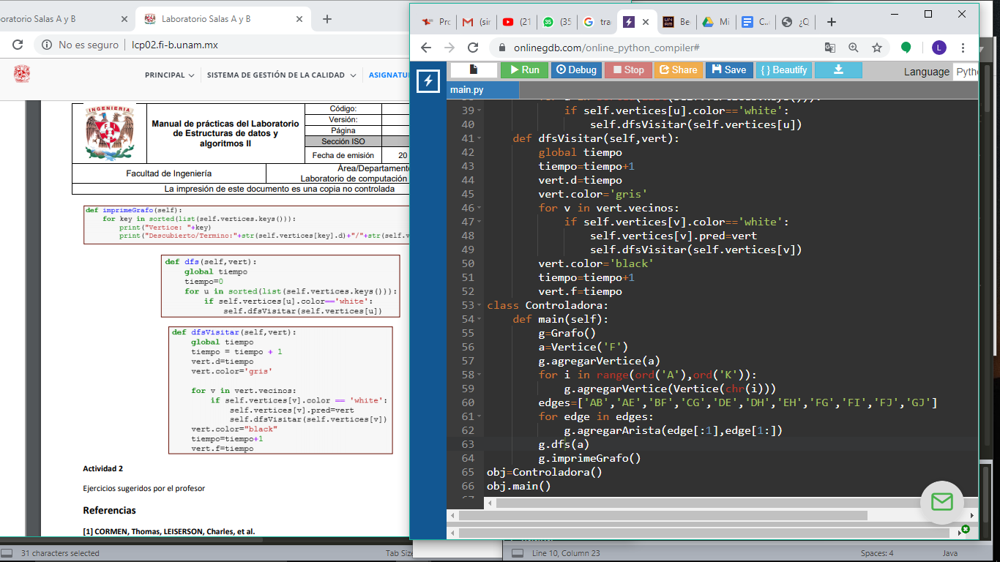 oratorio Salas A y B
Laboratorio Salas A y B
No es seguro
lcp02.fi-b.unam.mx
PRINCIPAL
SISTEMA DE GESTIÓN DE LA CALIDAD
ASIGNATU
INGENIERIA
Manual de prácticas del Laboratorio
de Estructuras de datos y
algoritmos II
Código:
Versión:
Página
Sección ISO
Fecha de emisión
20
Facultad de Ingeniería
Área/Departamento
Laboratorio de computación
La impresión de este documento es una copia no controlada
def imprimeGrafo(self):
for key in sorted(list(self.vertices.keys())):
print("Vertice: "+key)
print("Descubierto/Termino:"+str(self.vertices[key].d)+"/"+str(self.v
def dfs(self,vert):
global tiempo
tiempo=0
for u in sorted(list(self.vertices.keys())):
if self.vertices[u].color=='white':
self.dfsVisitar(self.vertices[u])
def dfsVisitar(self,vert):
global tiempo
tiempo = tiempo + 1
vert.d=tiempo
vert.color='gris'
for v in vert.vecinos:
if self.vertices[v].color == 'white':
self.vertices[v].pred=vert
self.dfsVisitar(self.vertices[v])
vert.color="black"
tiempo=tiempo+1
vert.f=tiempo
Actividad 2
Ejercicios sugeridos por el profesor
Referencias
[1] CORMEN, Thomas, LEISERSON, Charles, et al.
31 characters selected
Tab Size
Pro
M (sir
(21
35 (35
tra
UN AM Be
Mi
C..
¿Q
onlinegdb.com/online_python_compiler#
L
Run
Debug
Stop
Share
Save
{ } Beautify
Language
Pytho
main.py
39 if self.vertices[u].color=='white':
40 self.dfsVisitar(self.vertices[u])
41 def dfsVisitar(self,vert):
42 global tiempo
43 tiempo=tiempo+1
44 vert.d=tiempo
45 vert.color='gris'
46 for v in vert.vecinos:
47 if self.vertices[v].color=='white':
48 self.vertices[v].pred=vert
49 self.dfsVisitar(self.vertices[v])
50 vert.color='black'
51 tiempo=tiempo+1
52 vert.f=tiempo
53 class Controladora:
54 def main(self):
55 g=Grafo()
56 a=Vertice('F')
57 g.agregarVertice(a)
58 for i in range(ord('A'),ord('K')):
59 g.agregarVertice(Vertice(chr(i)))
60 edges=['AB','AE','BF','CG','DE','DH','EH','FG','FI','FJ','GJ']
61 for edge in edges:
62 g.agregarArista(edge[:1],edge[1:])
63 g.dfs(a)
64 g.imprimeGrafo()
65 obj=Controladora()
66 obj.main()
67
Line 10, Column 23
Spaces: 4
Java